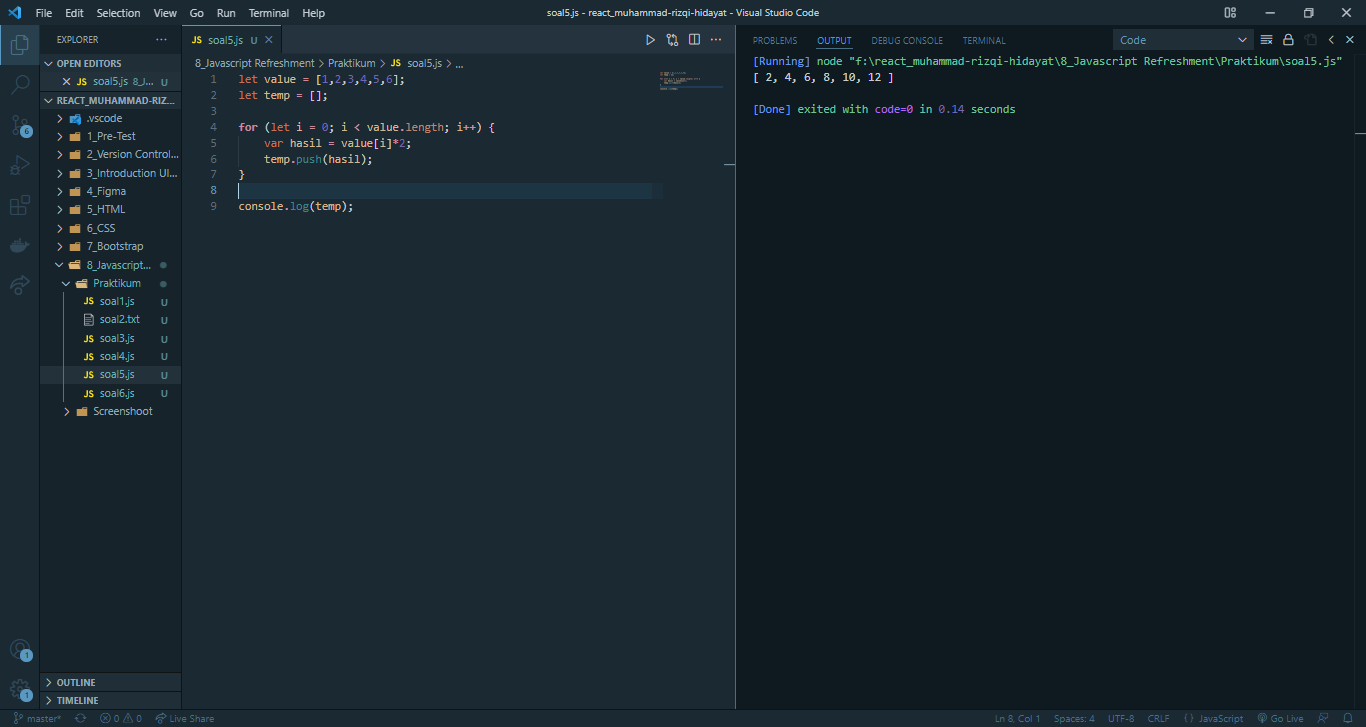 File Edit Selection View Go Run Terminal Help
soal5.js - react_muhammad-rizqi-hidayat - Visual Studio Code
EXPLORER
OPEN EDITORS
JS soal5.js 8_J... U
REACT_MUHAMMAD-RIZ...
.vscode
1_Pre-Test
2_Version Control...
3_Introduction UI...
4_Figma
5_HTML
6_CSS
7_Bootstrap
8_Javascript...
Praktikum
JS soal1.js U
soal2.txt U
JS soal3.js U
JS soal4.js U
JS soal5.js U
JS soal6.js U
Screenshoot
OUTLINE
TIMELINE
6
1
1
JS soal5.js U
8_Javascript Refreshment > Praktikum > JS soal5.js > ...
1 let value = [1,2,3,4,5,6];
2 let temp = [];
3
4 for (let i = 0; i < value.length; i++) {
5 var hasil = value[i]*2;
6 temp.push(hasil);
7 }
8
9 console.log(temp);
PROBLEMS OUTPUT DEBUG CONSOLE TERMINAL
Code
[Running] node "f:\react_muhammad-rizqi-hidayat\8_Javascript Refreshment\Praktikum\soal5.js"
[ 2, 4, 6, 8, 10, 12 ]
[Done] exited with code=0 in 0.14 seconds
master* 0 0 Live Share
Ln 8, Col 1 Spaces: 4 UTF-8 CRLF {} JavaScript Go Live